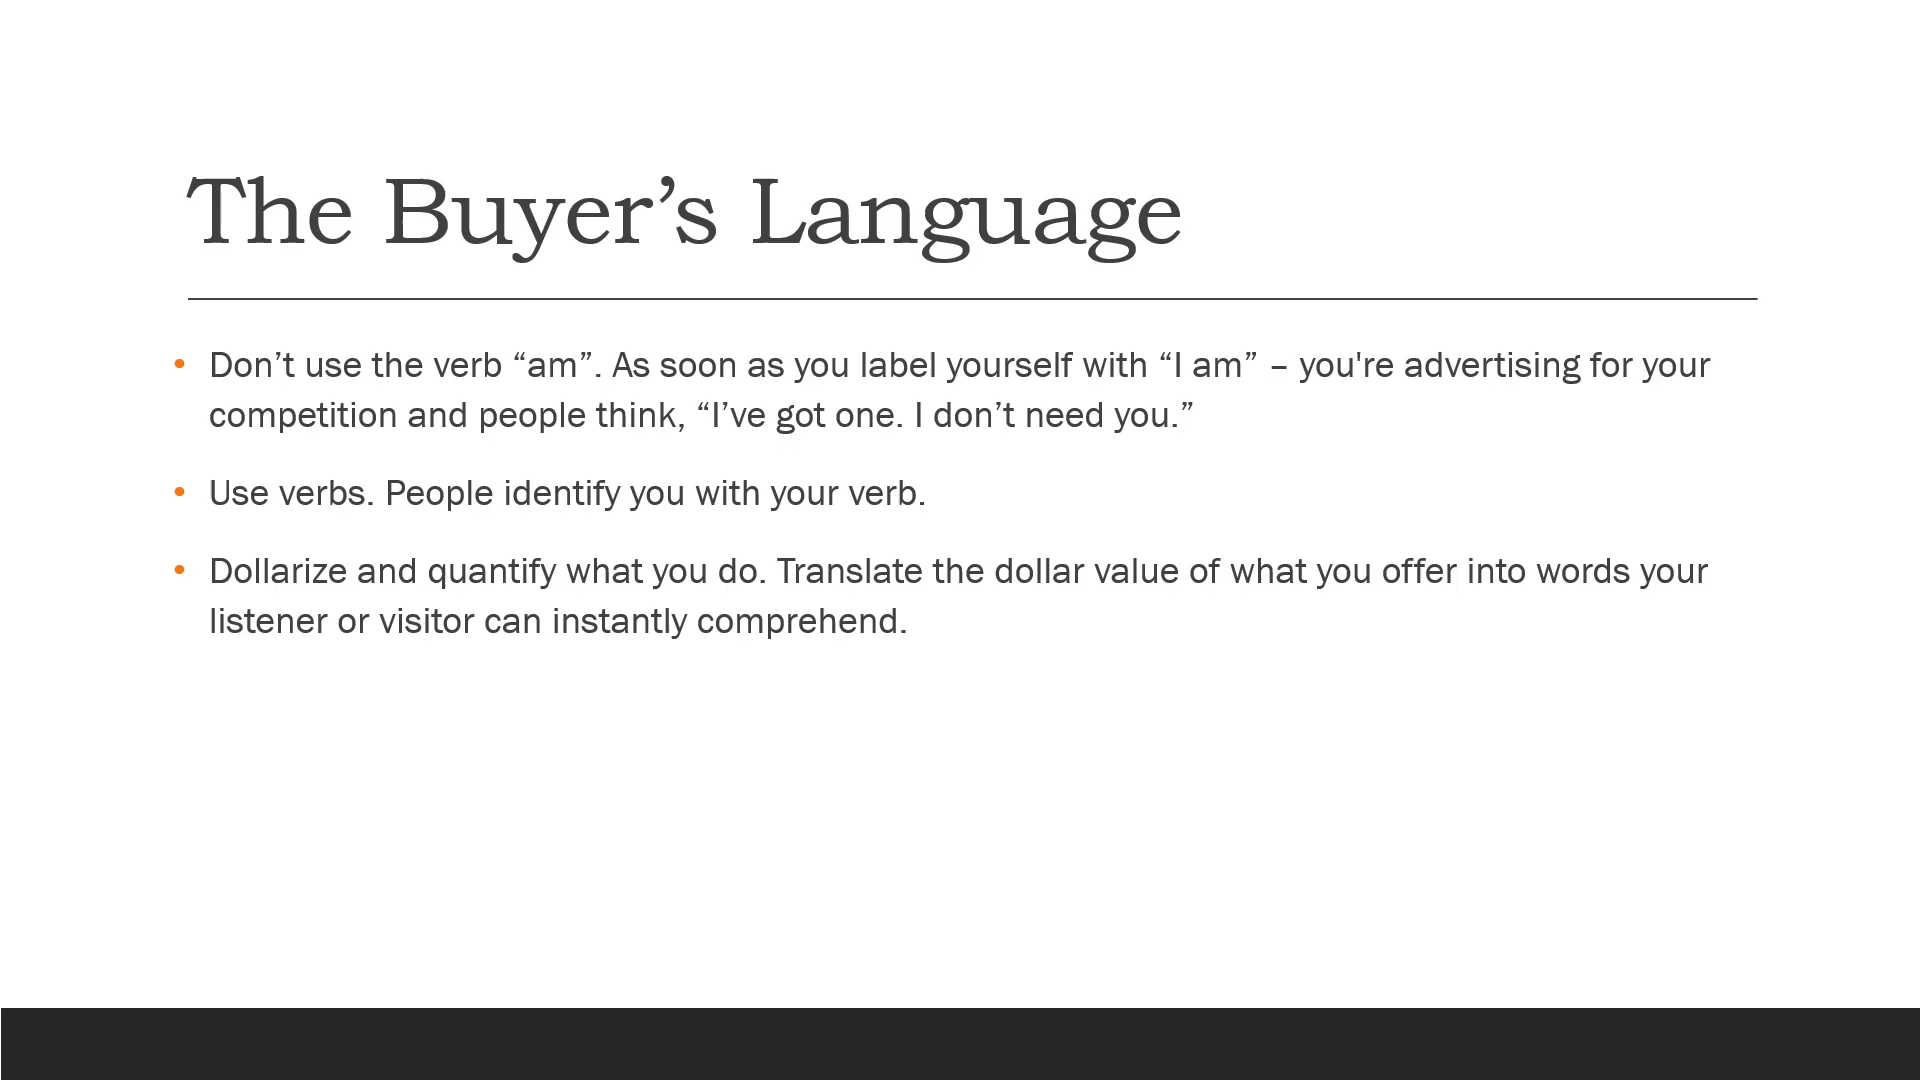 The Buyer’s Language
• Don’t use the verb “am”. As soon as you label yourself with “I am” – you're advertising for your
competition and people think, “I’ve got one. I don’t need you.”
• Use verbs. People identify you with your verb.
• Dollarize and quantify what you do. Translate the dollar value of what you offer into words your
listener or visitor can instantly comprehend.